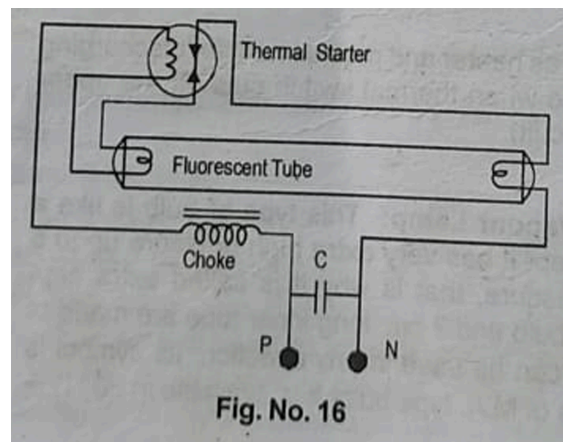 Thermal Starter
Fluorescent Tube
Choke
C
P
N
Fig. No. 16